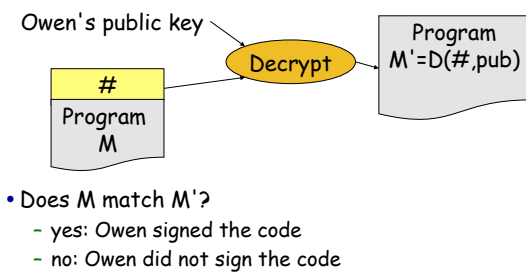 Owen's public key
Decrypt
Program
M'=D(#,pub)
#
Program
M
• Does M match M'?
– yes: Owen signed the code
– no: Owen did not sign the code